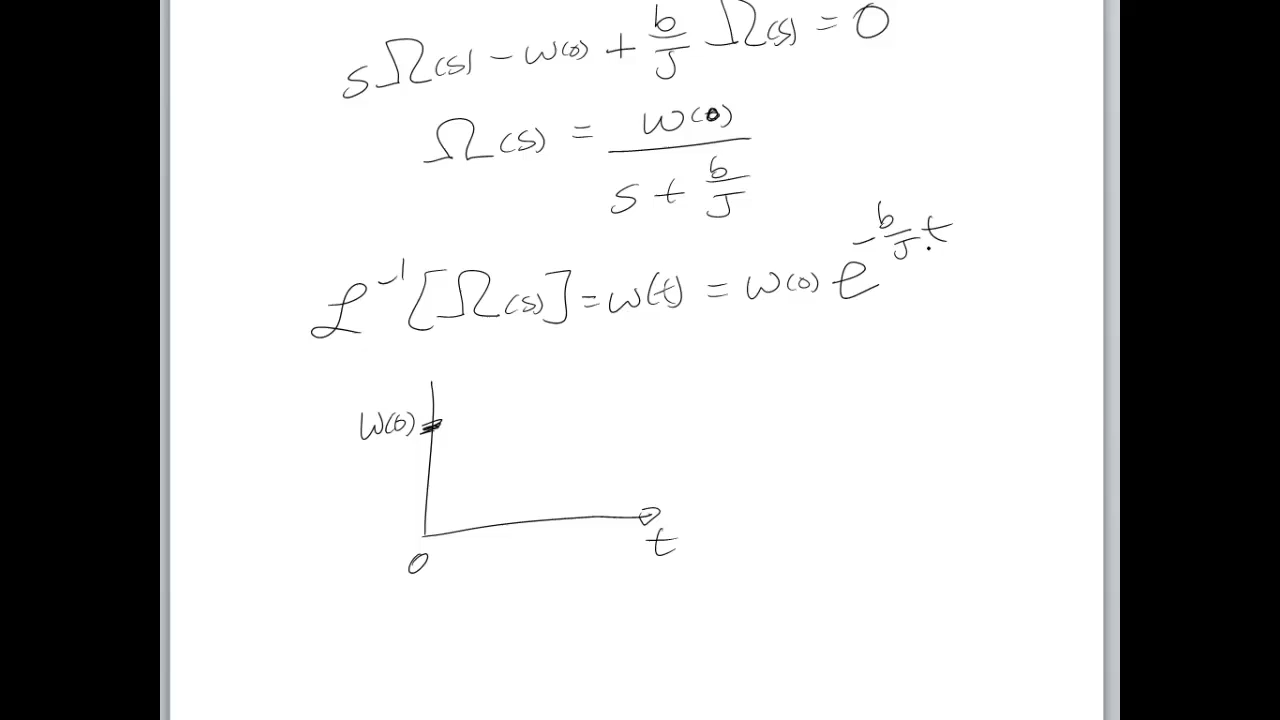 sΩ(s) - ω(0) + b/J Ω(s) = 0
Ω(s) = ω(0) / (s + b/J)
ℒ⁻¹[Ω(s)] = ω(t) = ω(0) e^(-b/J t)
ω(0)
0
t